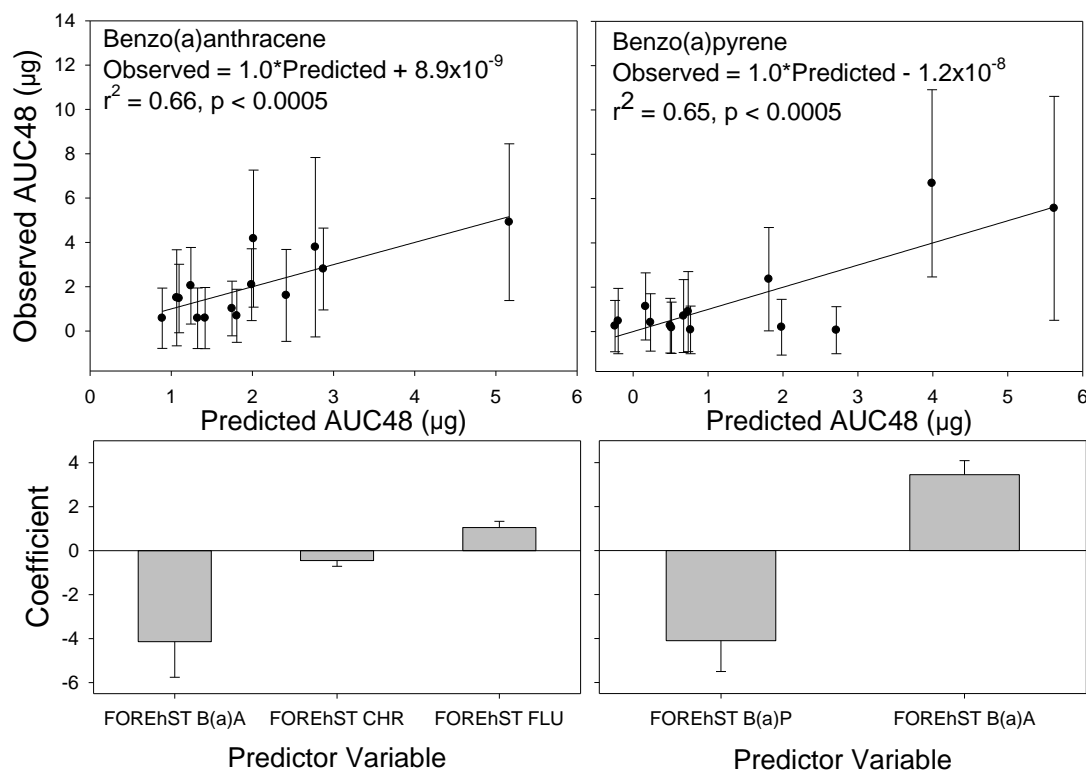 Benzo(a)anthracene
Observed = 1.0*Predicted + 8.9x10⁻⁹
r² = 0.66, p < 0.0005
Benzo(a)pyrene
Observed = 1.0*Predicted - 1.2x10⁻⁸
r² = 0.65, p < 0.0005
Observed AUC48 (µg)
14
12
10
8
6
4
2
0
0 1 2 3 4 5 6
0 1 2 3 4 5 6
Predicted AUC48 (µg)
Predicted AUC48 (µg)
Coefficient
4
2
0
-2
-4
-6
FOREhST B(a)A FOREhST CHR FOREhST FLU
FOREhST B(a)P FOREhST B(a)A
Predictor Variable
Predictor Variable